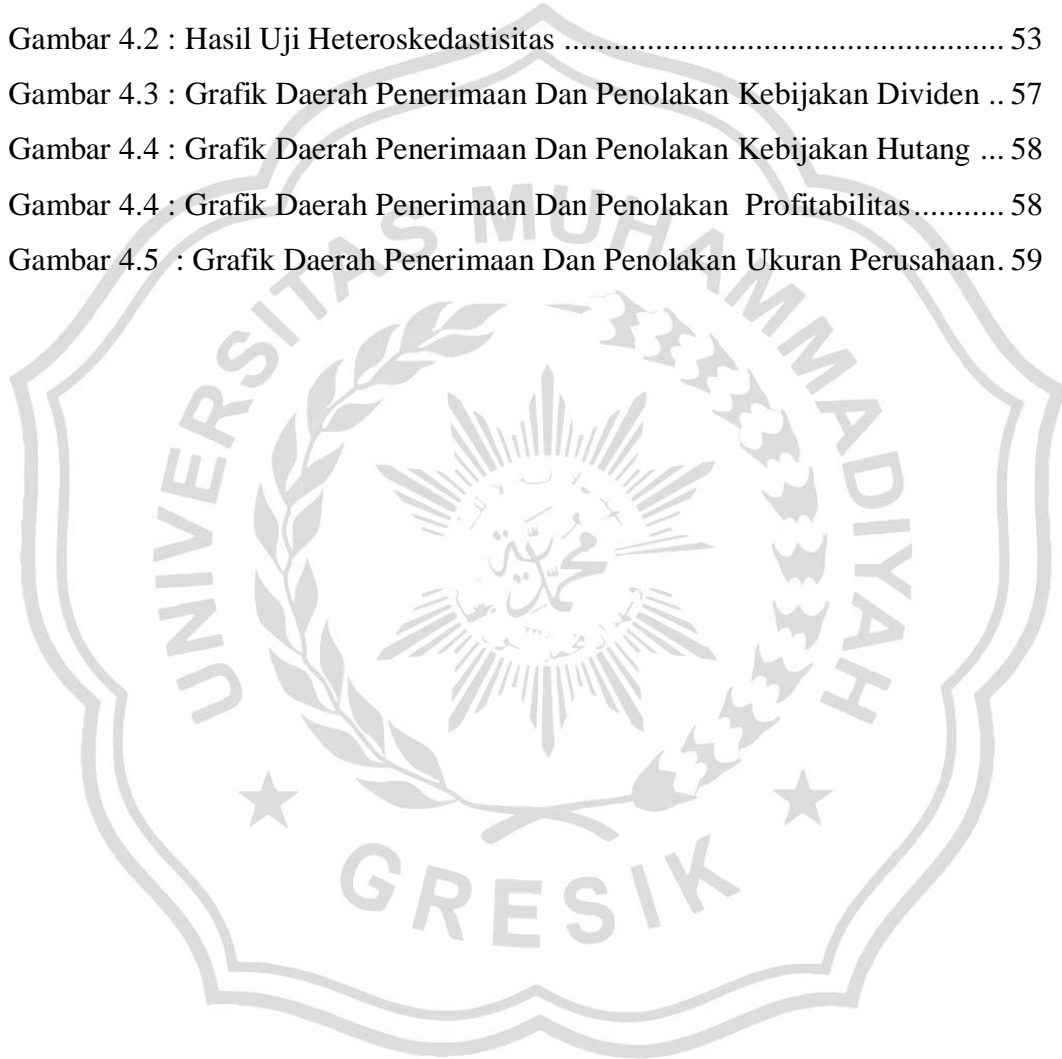 Gambar 4.2 : Hasil Uji Heteroskedastisitas ..................................................... 53
Gambar 4.3 : Grafik Daerah Penerimaan Dan Penolakan Kebijakan Dividen .. 57
Gambar 4.4 : Grafik Daerah Penerimaan Dan Penolakan Kebijakan Hutang ... 58
Gambar 4.4 : Grafik Daerah Penerimaan Dan Penolakan  Profitabilitas........... 58
Gambar 4.5  : Grafik Daerah Penerimaan Dan Penolakan Ukuran Perusahaan. 59
UNIVERSITAS MUHAMMADIYAH
GRESIK